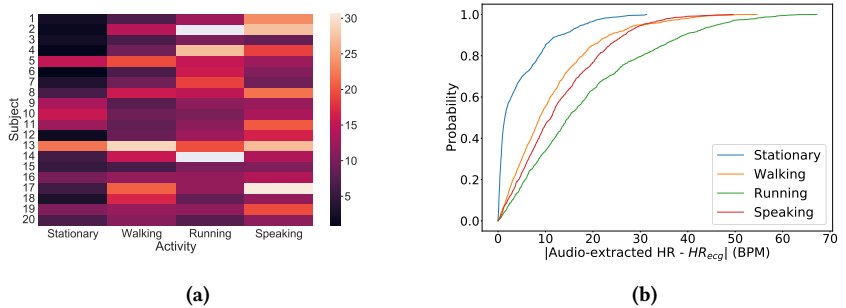 1
2
3
4
5
6
7
8
9
10
11
12
13
14
15
16
17
18
19
20
Subject
Stationary Walking Running Speaking
Activity
30
25
20
15
10
5
(a)
1.0
0.8
0.6
0.4
0.2
0.0
Probability
Stationary
Walking
Running
Speaking
0 10 20 30 40 50 60 70
|Audio-extracted HR - HRecg| (BPM)
(b)